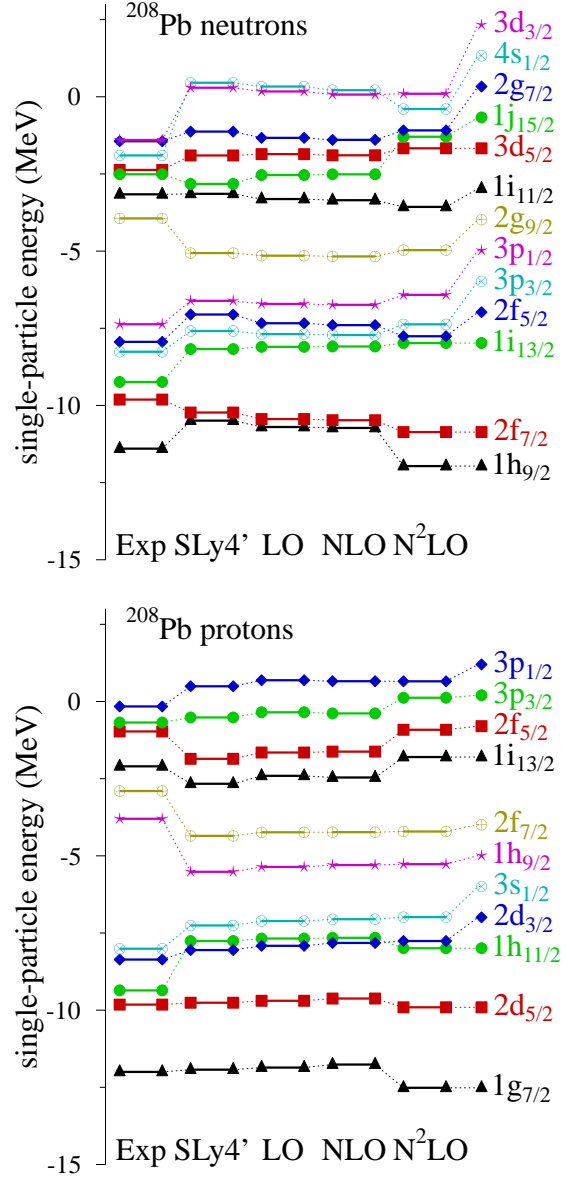 ²⁰⁸Pb neutrons
single-particle energy (MeV)
0
-5
-10
-15
3d₃/₂
4s₁/₂
2g₇/₂
1j₁₅/₂
3d₅/₂
1i₁₁/₂
2g₉/₂
3p₁/₂
3p₃/₂
2f₅/₂
1i₁₃/₂
2f₇/₂
1h₉/₂
Exp SLy4' LO NLO N²LO
²⁰⁸Pb protons
single-particle energy (MeV)
0
-5
-10
-15
3p₁/₂
3p₃/₂
2f₅/₂
1i₁₃/₂
2f₇/₂
1h₉/₂
3s₁/₂
2d₃/₂
1h₁₁/₂
2d₅/₂
1g₇/₂
Exp SLy4' LO NLO N²LO